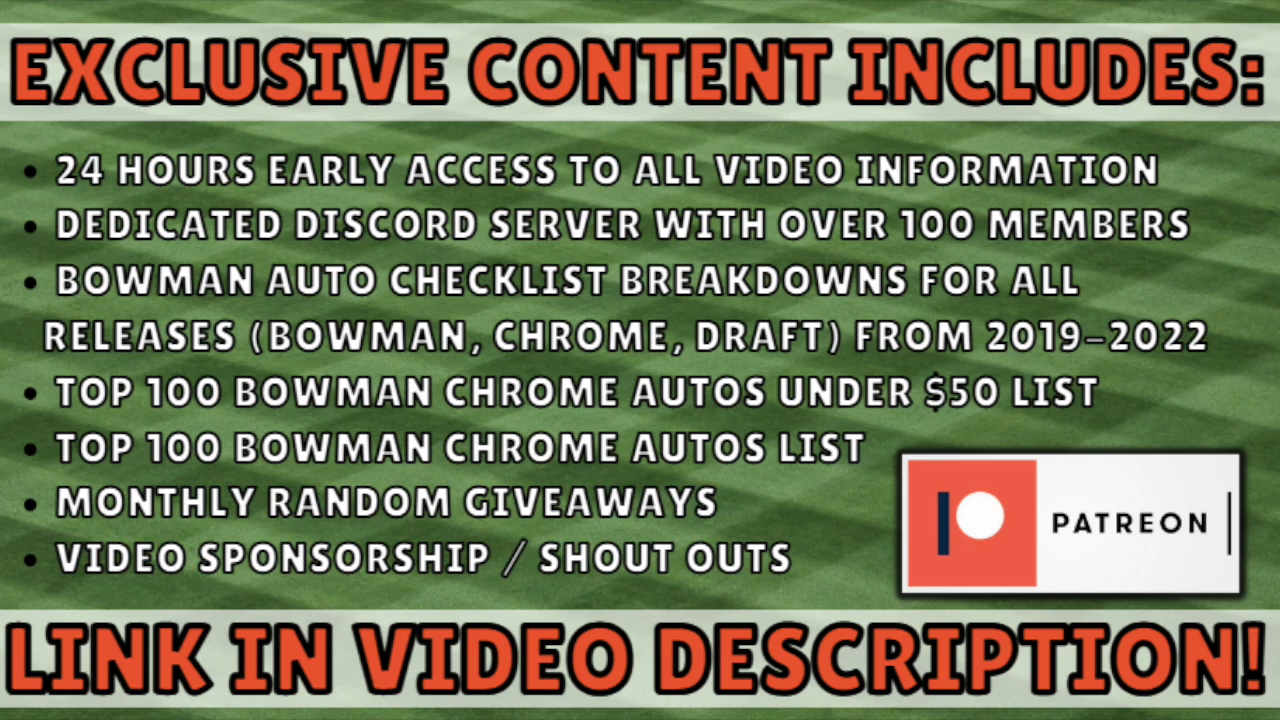 EXCLUSIVE CONTENT INCLUDES:
• 24 HOURS EARLY ACCESS TO ALL VIDEO INFORMATION
• DEDICATED DISCORD SERVER WITH OVER 100 MEMBERS
• BOWMAN AUTO CHECKLIST BREAKDOWNS FOR ALL
RELEASES (BOWMAN, CHROME, DRAFT) FROM 2019-2022
• TOP 100 BOWMAN CHROME AUTOS UNDER $50 LIST
• TOP 100 BOWMAN CHROME AUTOS LIST
• MONTHLY RANDOM GIVEAWAYS
• VIDEO SPONSORSHIP / SHOUT OUTS
PATREON
LINK IN VIDEO DESCRIPTION!